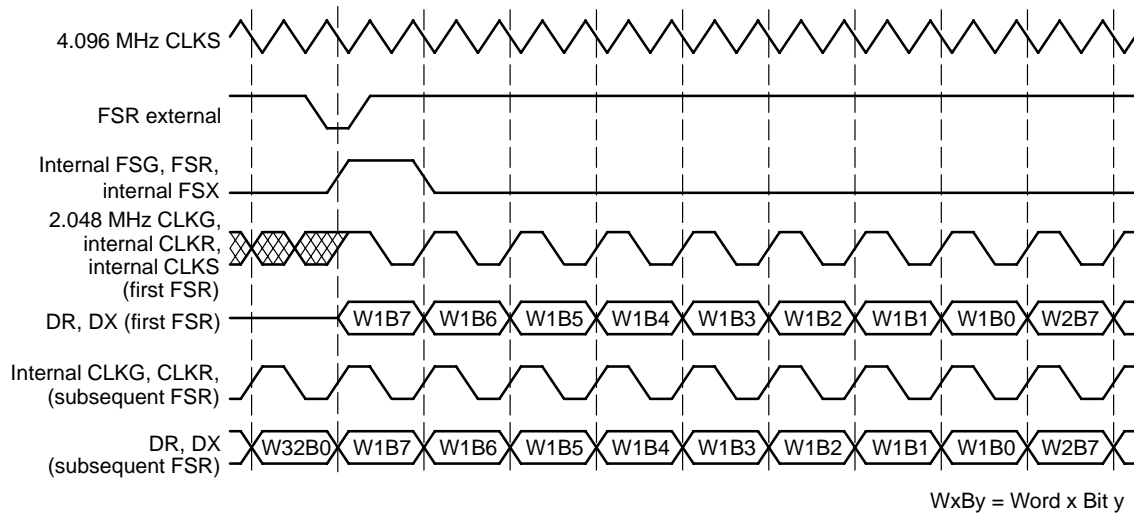 4.096 MHz CLKS
FSR external
Internal FSG, FSR,
internal FSX
2.048 MHz CLKG,
internal CLKR,
internal CLKS
(first FSR)
DR, DX (first FSR)
W1B7 W1B6 W1B5 W1B4 W1B3 W1B2 W1B1 W1B0 W2B7
Internal CLKG, CLKR,
(subsequent FSR)
DR, DX
(subsequent FSR)
W32B0 W1B7 W1B6 W1B5 W1B4 W1B3 W1B2 W1B1 W1B0 W2B7
WxBy = Word x Bit y